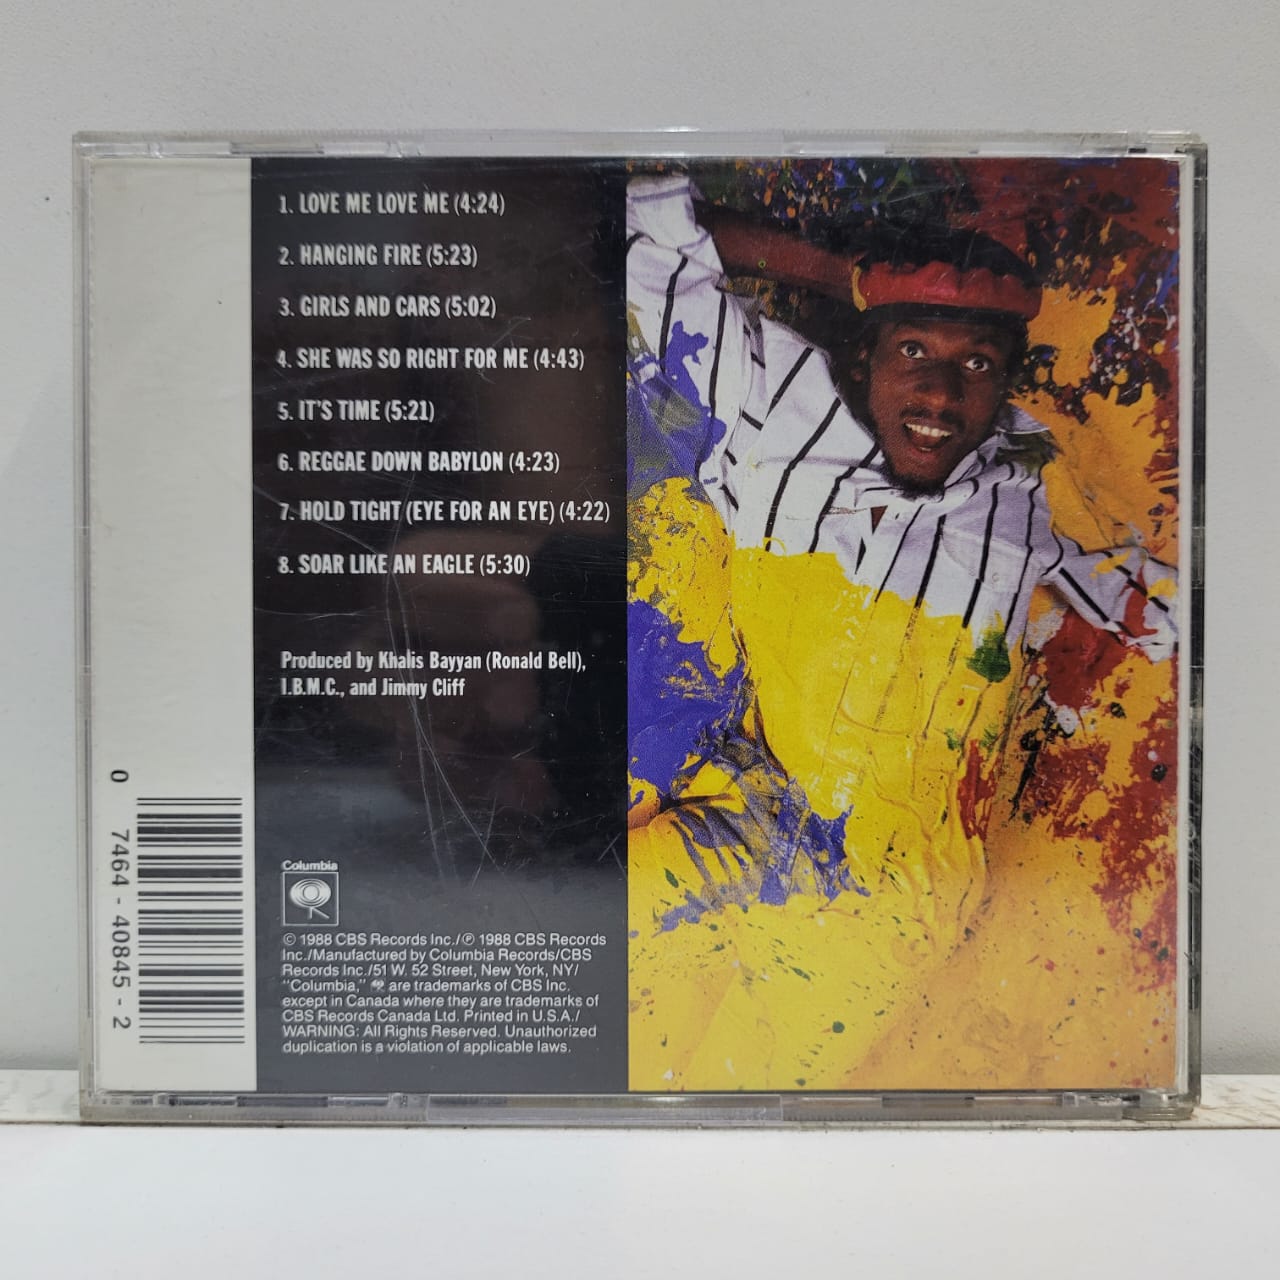 1. LOVE ME LOVE ME (4:24)
2. HANGING FIRE (5:23)
3. GIRLS AND CARS (5:02)
4. SHE WAS SO RIGHT FOR ME (4:43)
5. IT'S TIME (5:21)
6. REGGAE DOWN BABYLON (4:23)
7. HOLD TIGHT (EYE FOR AN EYE) (4:22)
8. SOAR LIKE AN EAGLE (5:30)
Produced by Khalis Bayyan (Ronald Bell),
I.B.M.C., and Jimmy Cliff
Columbia
© 1988 CBS Records Inc./℗ 1988 CBS Records
Inc./Manufactured by Columbia Records/CBS
Records Inc./51 W. 52 Street, New York, NY/
"Columbia," are trademarks of CBS Inc.
except in Canada where they are trademarks of
CBS Records Canada Ltd. Printed in U.S.A./
WARNING: All Rights Reserved. Unauthorized
duplication is a violation of applicable laws.
0 7464 - 40845 - 2